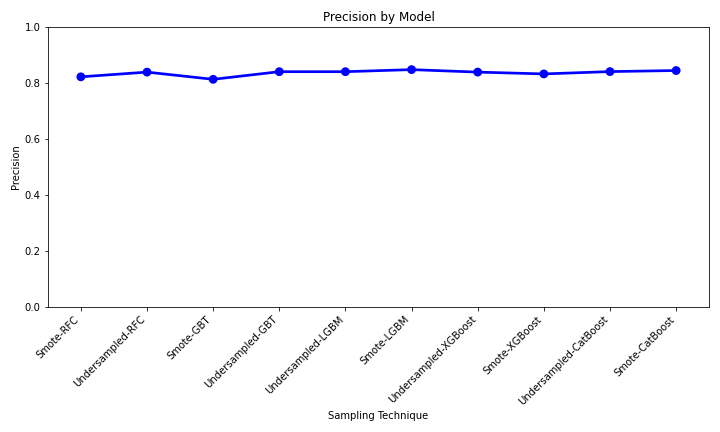 Precision by Model
1.0
0.8
0.6
0.4
0.2
0.0
Precision
Smote-RFC
Undersampled-RFC
Smote-GBT
Undersampled-GBT
Undersampled-LGBM
Smote-LGBM
Undersampled-XGBoost
Smote-XGBoost
Undersampled-CatBoost
Smote-CatBoost
Sampling Technique